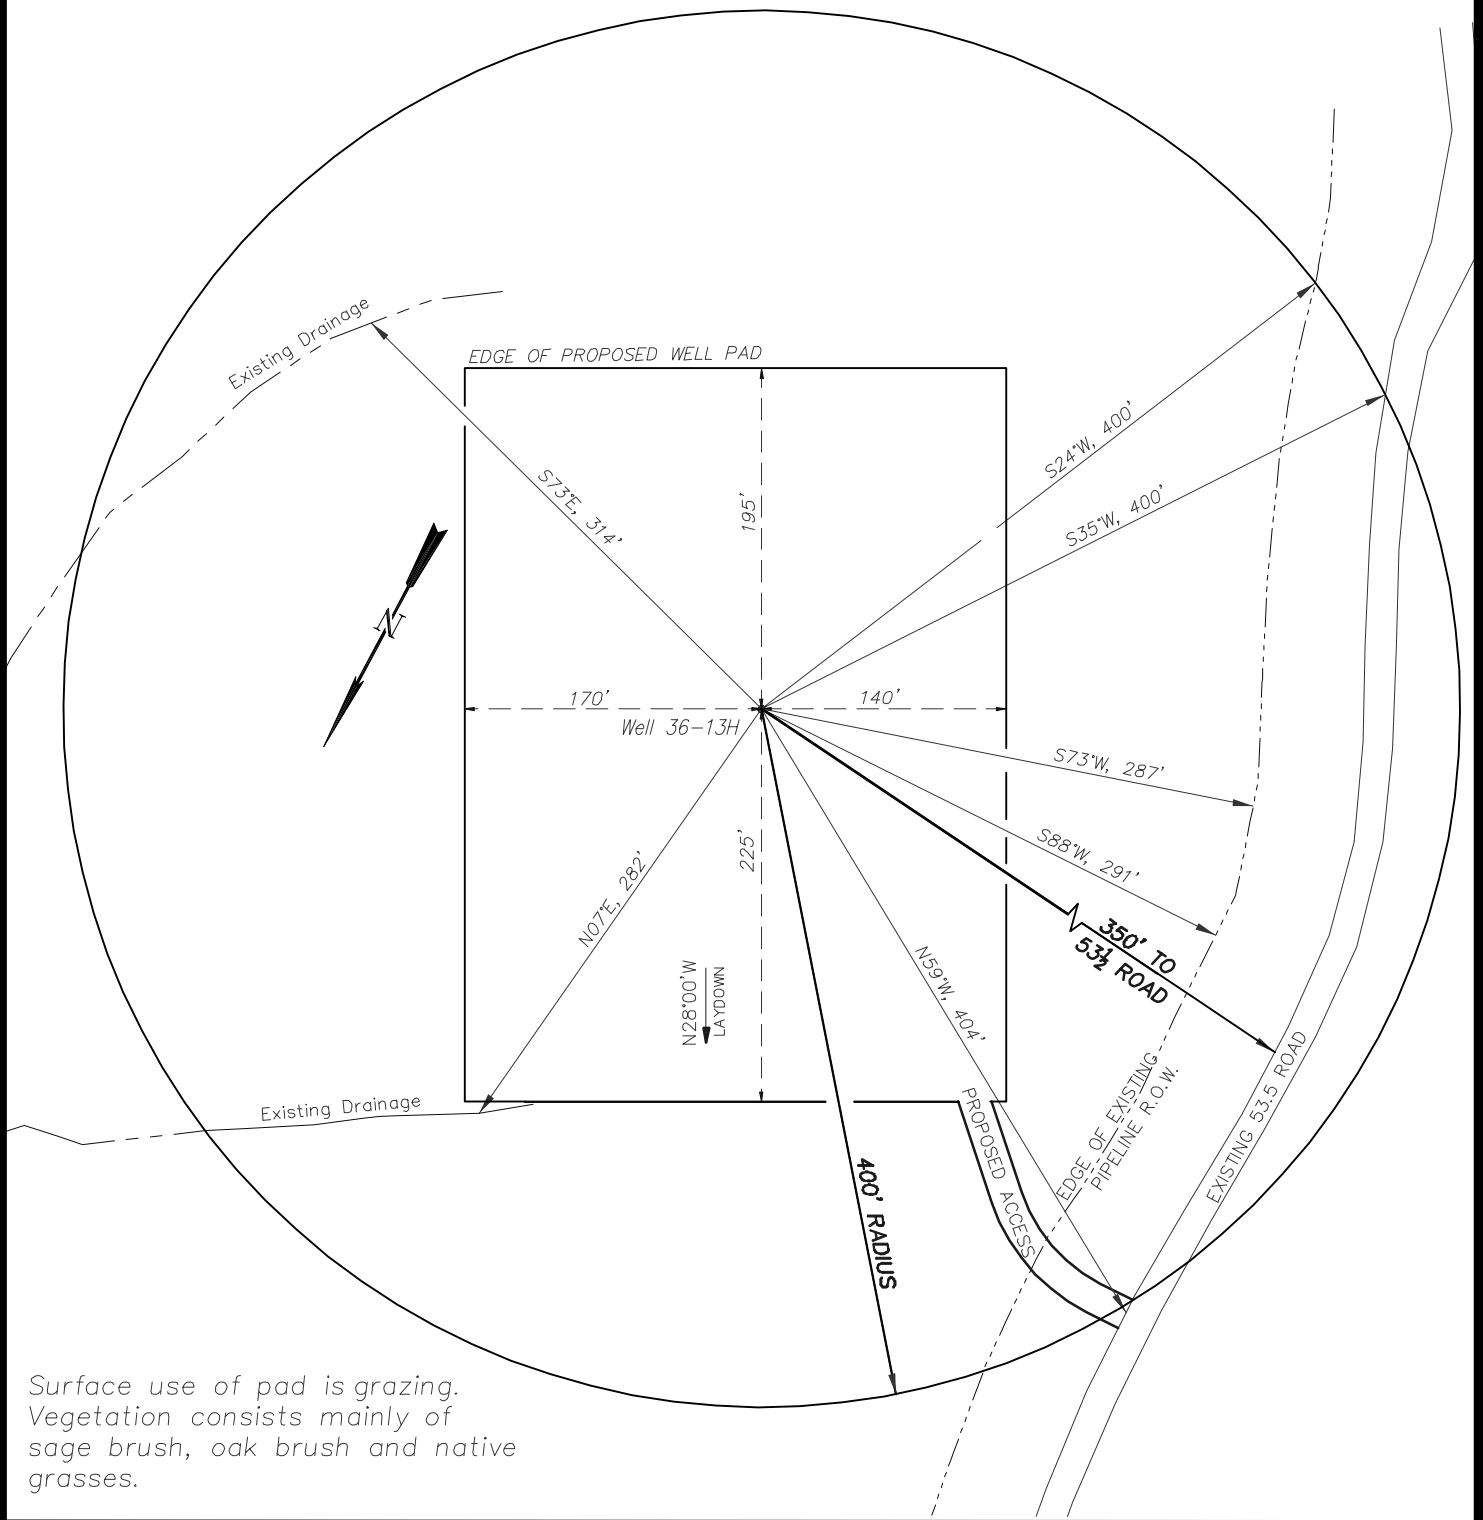 Existing Drainage
EDGE OF PROPOSED WELL PAD
S24°W, 400'
S73°E, 314'
195'
S35°W, 400'
N
170'
140'
Well 36-13H
S73°W, 287'
225'
S88°W, 291'
N07°E, 282'
350' TO
53½ ROAD
N59°W, 404'
N28°00'W
LAYDOWN
Existing Drainage
PROPOSED ACCESS
EDGE OF EXISTING
PIPELINE R.O.W.
EXISTING 53.5 ROAD
400' RADIUS
Surface use of pad is grazing.
Vegetation consists mainly of
sage brush, oak brush and native
grasses.